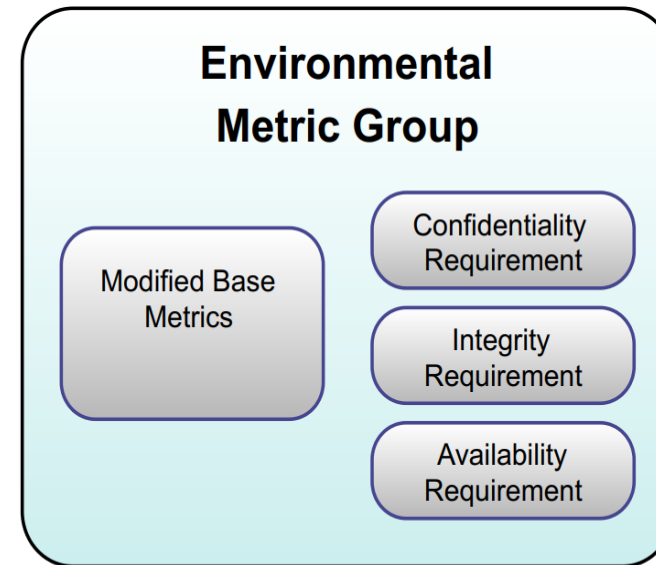 Environmental
Metric Group
Modified Base
Metrics
Confidentiality
Requirement
Integrity
Requirement
Availability
Requirement